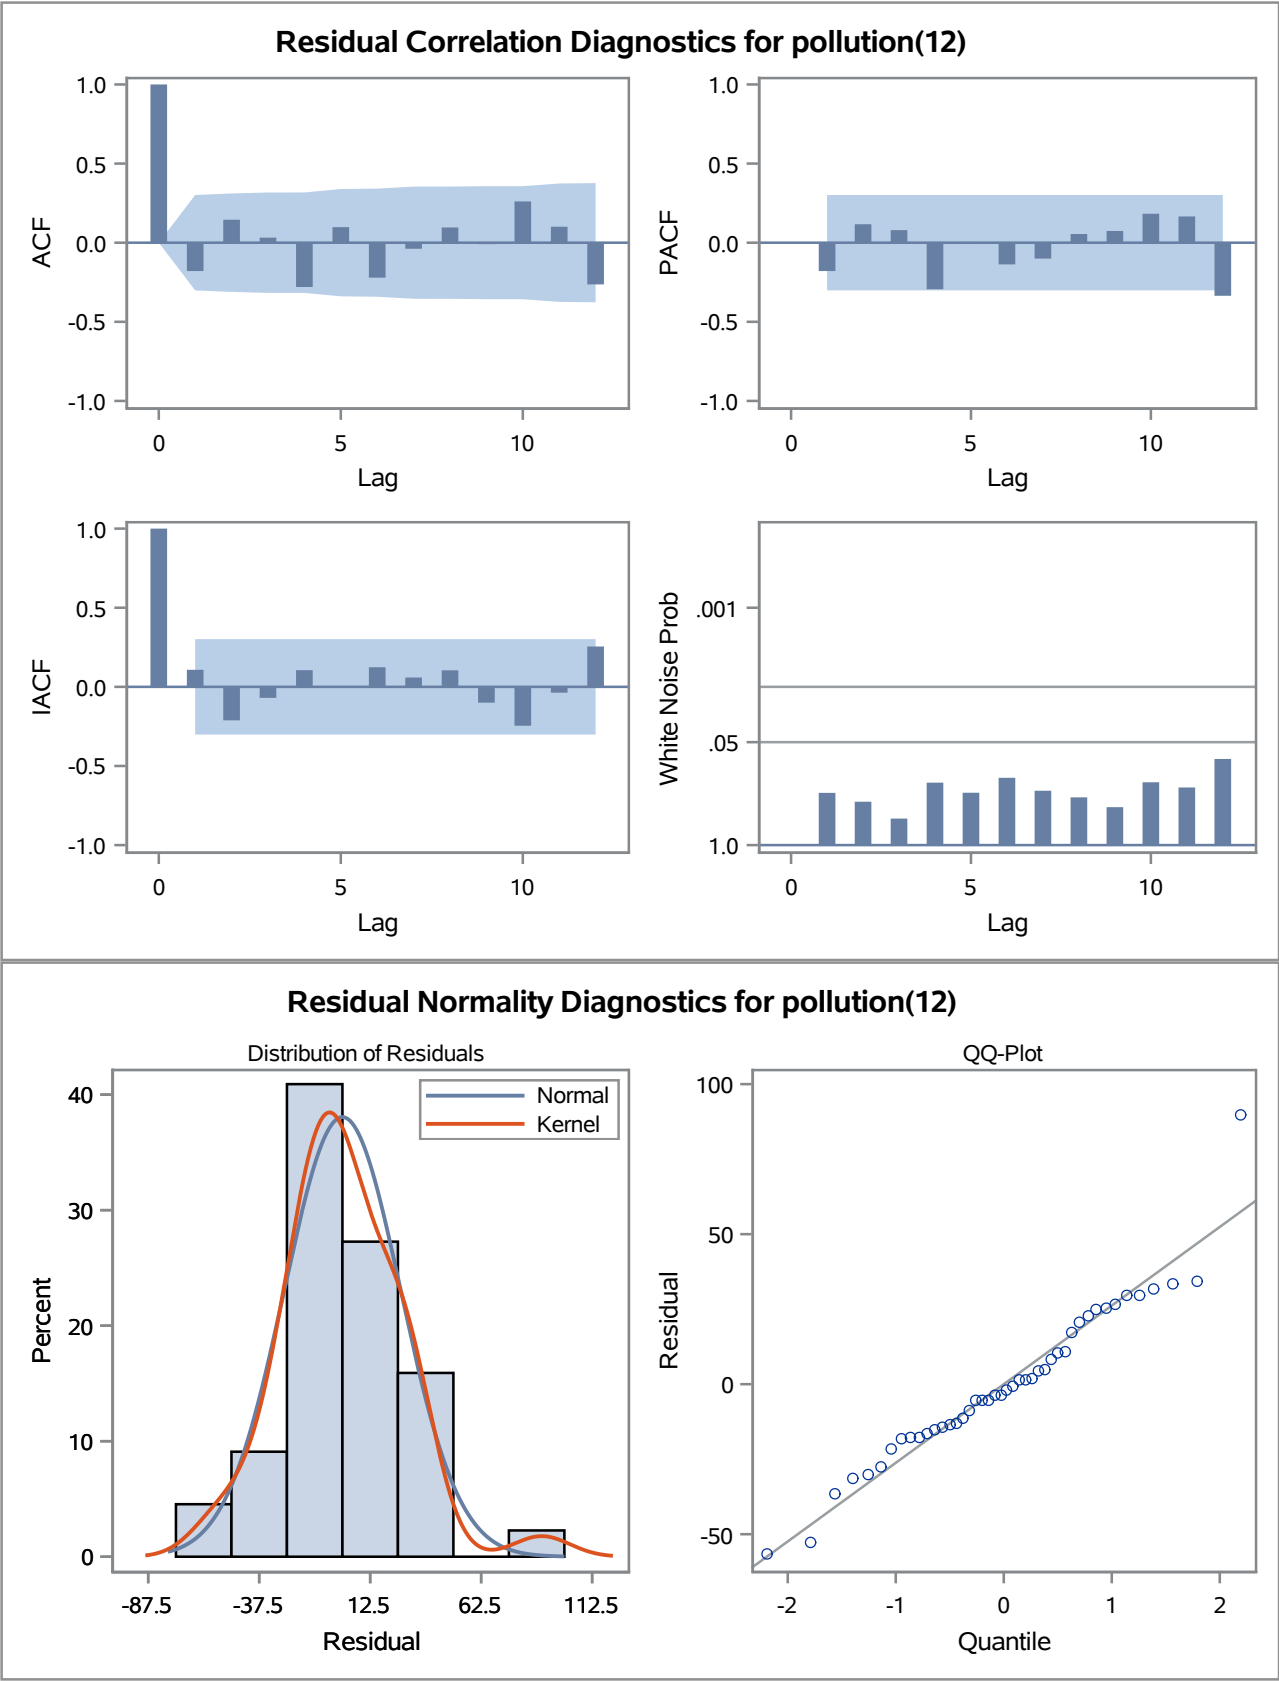 Residual Correlation Diagnostics for pollution(12)
1.0
0.5
0.0
-0.5
-1.0
ACF
0 5 10
Lag
1.0
0.5
0.0
-0.5
-1.0
PACF
0 5 10
Lag
1.0
0.5
0.0
-0.5
-1.0
IACF
0 5 10
Lag
.001
.05
1.0
White Noise Prob
0 5 10
Lag
Residual Normality Diagnostics for pollution(12)
Distribution of Residuals
Normal
Kernel
40
30
20
10
0
Percent
-87.5 -37.5 12.5 62.5 112.5
Residual
QQ-Plot
100
50
0
-50
Residual
-2 -1 0 1 2
Quantile